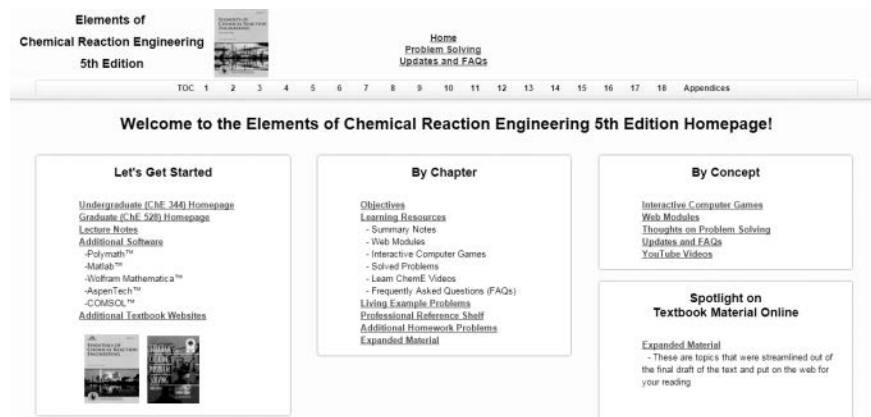 Elements of
Chemical Reaction Engineering
5th Edition
Home
Problem Solving
Updates and FAQs
TOC 1 2 3 4 5 6 7 8 9 10 11 12 13 14 15 16 17 18 Appendices
Welcome to the Elements of Chemical Reaction Engineering 5th Edition Homepage!
Let's Get Started
Undergraduate (ChE 344) Homepage
Graduate (ChE 528) Homepage
Lecture Notes
Additional Software
-Polymath™
-Matlab™
-Wolfram Mathematica™
-AspenTech™
-COMSOL™
Additional Textbook Websites
By Chapter
Objectives
Learning Resources
- Summary Notes
- Web Modules
- Interactive Computer Games
- Solved Problems
- Learn ChemE Videos
- Frequently Asked Questions (FAQs)
Living Example Problems
Professional Reference Shelf
Additional Homework Problems
Expanded Material
By Concept
Interactive Computer Games
Web Modules
Thoughts on Problem Solving
Updates and FAQs
YouTube Videos
Spotlight on
Textbook Material Online
Expanded Material
- These are topics that were streamlined out of
the final draft of the text and put on the web for
your reading